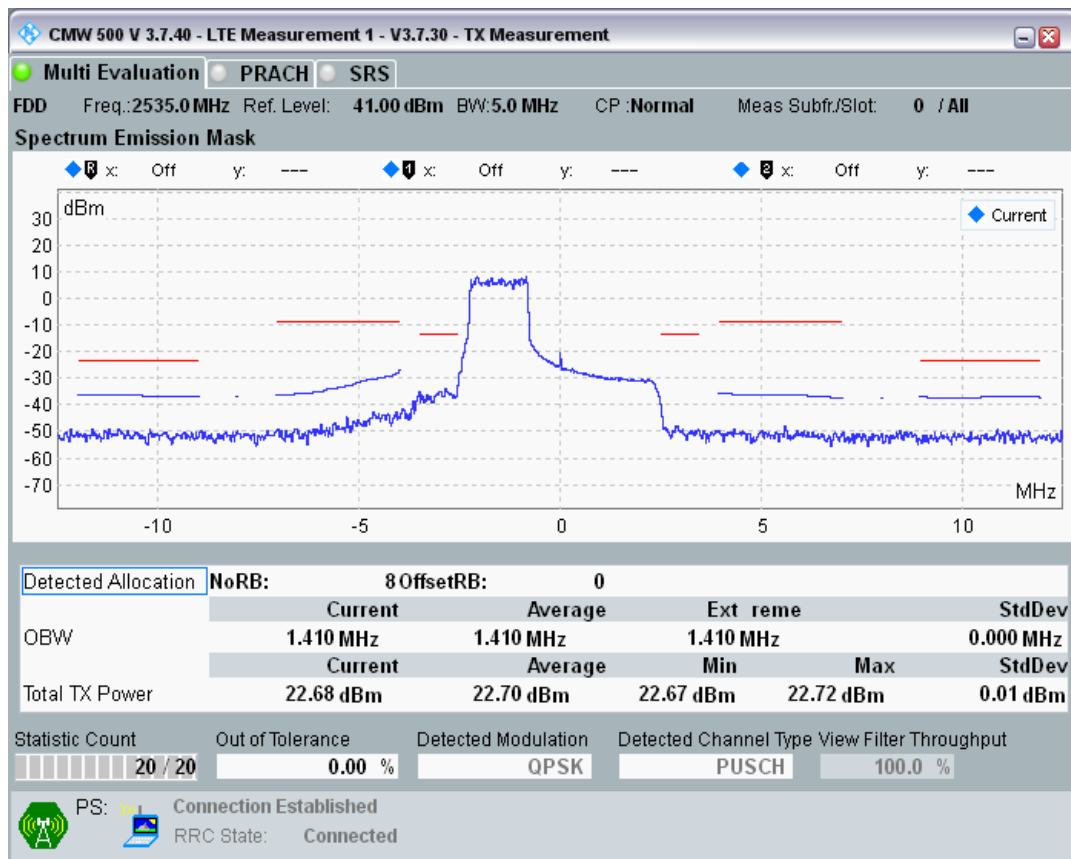 CMW 500 V 3.7.40 - LTE Measurement 1 - V3.7.30 - TX Measurement
Multi Evaluation PRACH SRS
FDD Freq.:2535.0 MHz Ref. Level: 41.00 dBm BW:5.0 MHz CP :Normal Meas Subfr./Slot: 0 / All
Spectrum Emission Mask
R x: Off y: --- 1 x: Off y: --- 2 x: Off y: ---
dBm
Current
30
20
10
0
-10
-20
-30
-40
-50
-60
-70
MHz
-10 -5 0 5 10
Detected Allocation NoRB: 8 OffsetRB: 0
Current Average Ext reme StdDev
OBW 1.410 MHz 1.410 MHz 1.410 MHz 0.000 MHz
Current Average Min Max StdDev
Total TX Power 22.68 dBm 22.70 dBm 22.67 dBm 22.72 dBm 0.01 dBm
Statistic Count Out of Tolerance Detected Modulation Detected Channel Type View Filter Throughput
20 / 20 0.00 % QPSK PUSCH 100.0 %
PS: Connection Established
RRC State: Connected